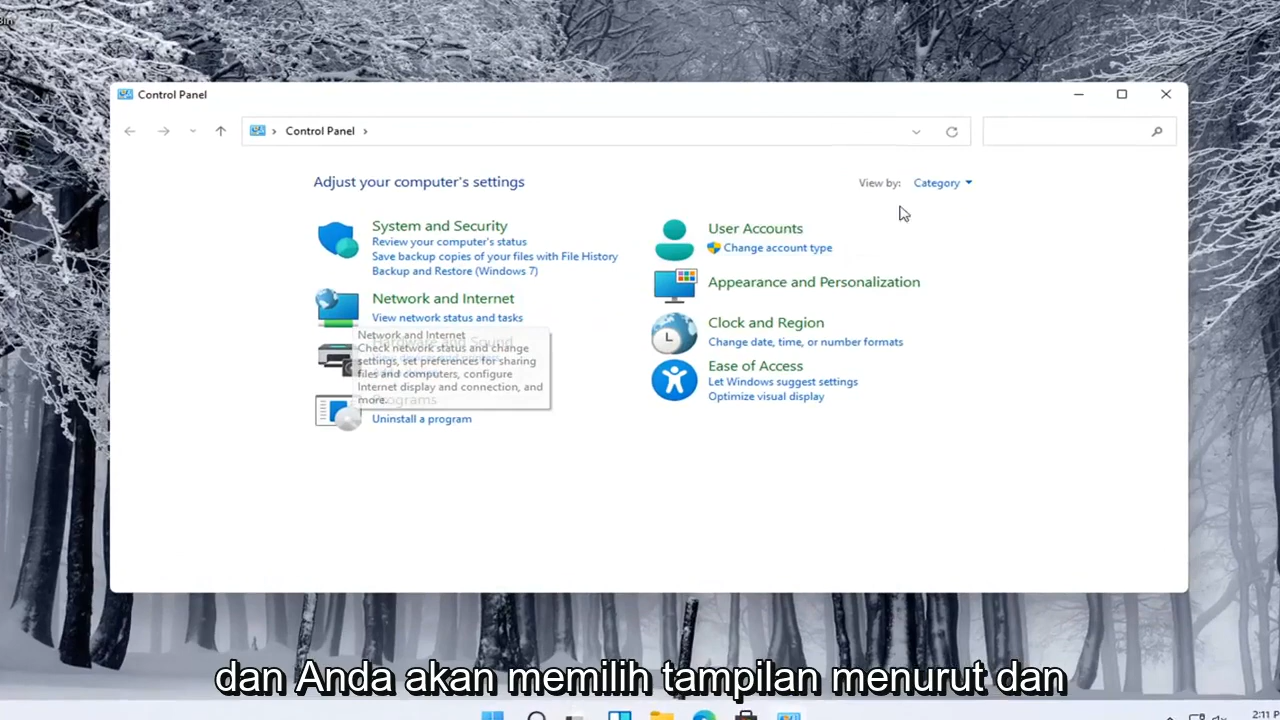 Control Panel
Control Panel
Adjust your computer's settings
View by: Category
System and Security
Review your computer's status
Save backup copies of your files with File History
Backup and Restore (Windows 7)
Network and Internet
View network status and tasks
Network and Internet
Check network status and change
settings, set preferences for sharing
files and computers, configure
Internet display and connection, and
more.
Programs
Uninstall a program
User Accounts
Change account type
Appearance and Personalization
Clock and Region
Change date, time, or number formats
Ease of Access
Let Windows suggest settings
Optimize visual display
dan Anda akan memilih tampilan menurut dan
2:11 P